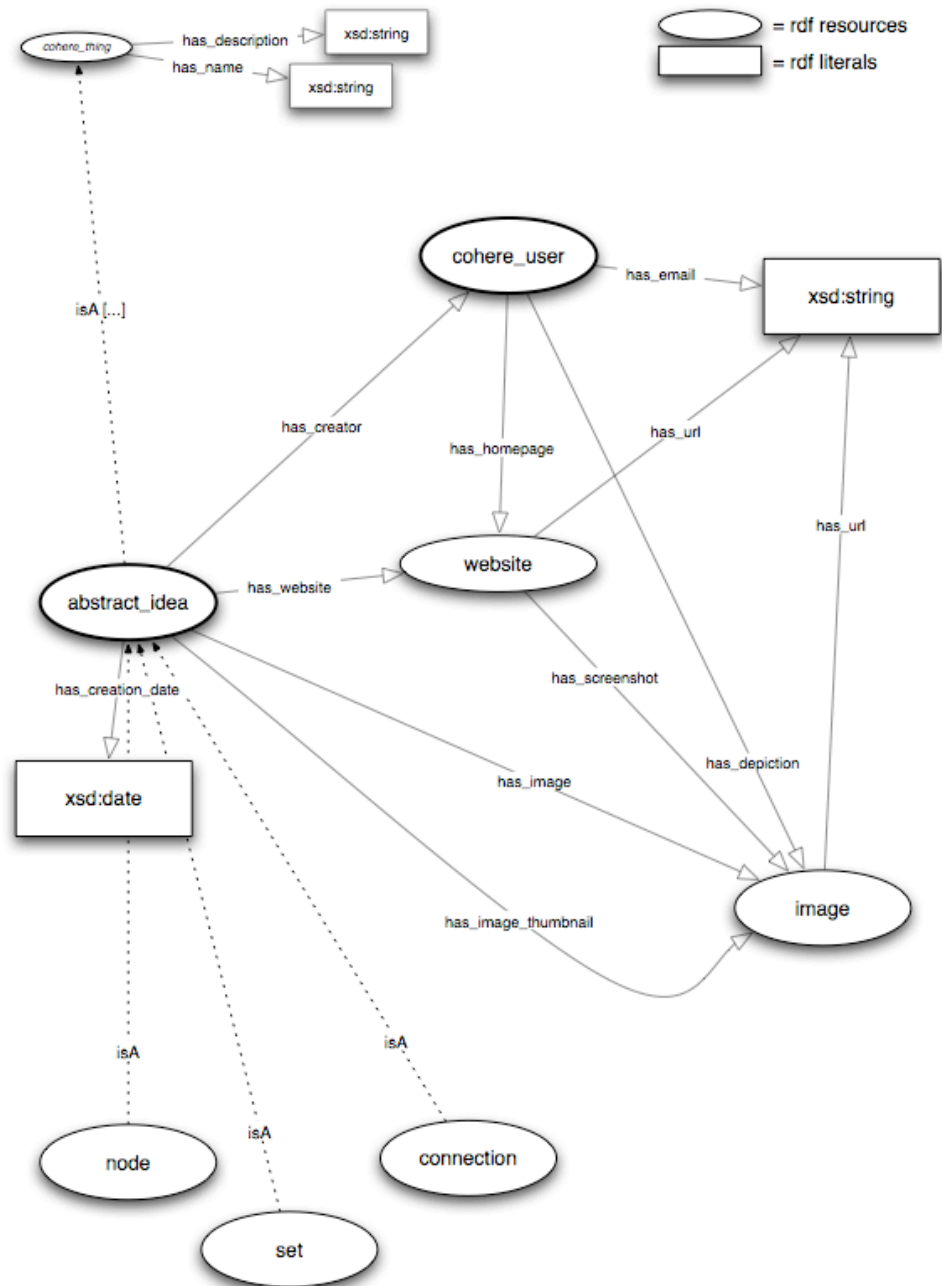 cohere_thing
has_description
xsd:string
has_name
xsd:string
= rdf resources
= rdf literals
cohere_user
has_email
xsd:string
isA [...]
has_creator
has_homepage
has_url
has_url
abstract_idea
has_website
website
has_creation_date
has_screenshot
xsd:date
has_image
has_depiction
has_image_thumbnail
image
isA
isA
isA
node
connection
set